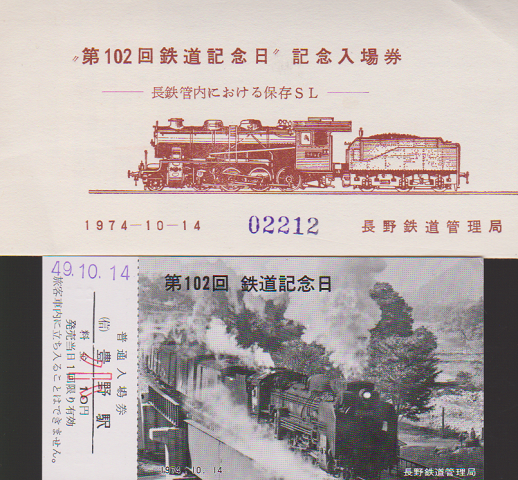 〝第102回鉄道記念日〞記念入場券
長鉄管内における保存SL
1974-10-14
02212
長野鉄道管理局
49.10.14
第102回 鉄道記念日
普通入場券
(信)豊野駅
料金10円
発売当日1回限り有効
旅客車内に立ち入ることはできません。
1974.10.14
長野鉄道管理局